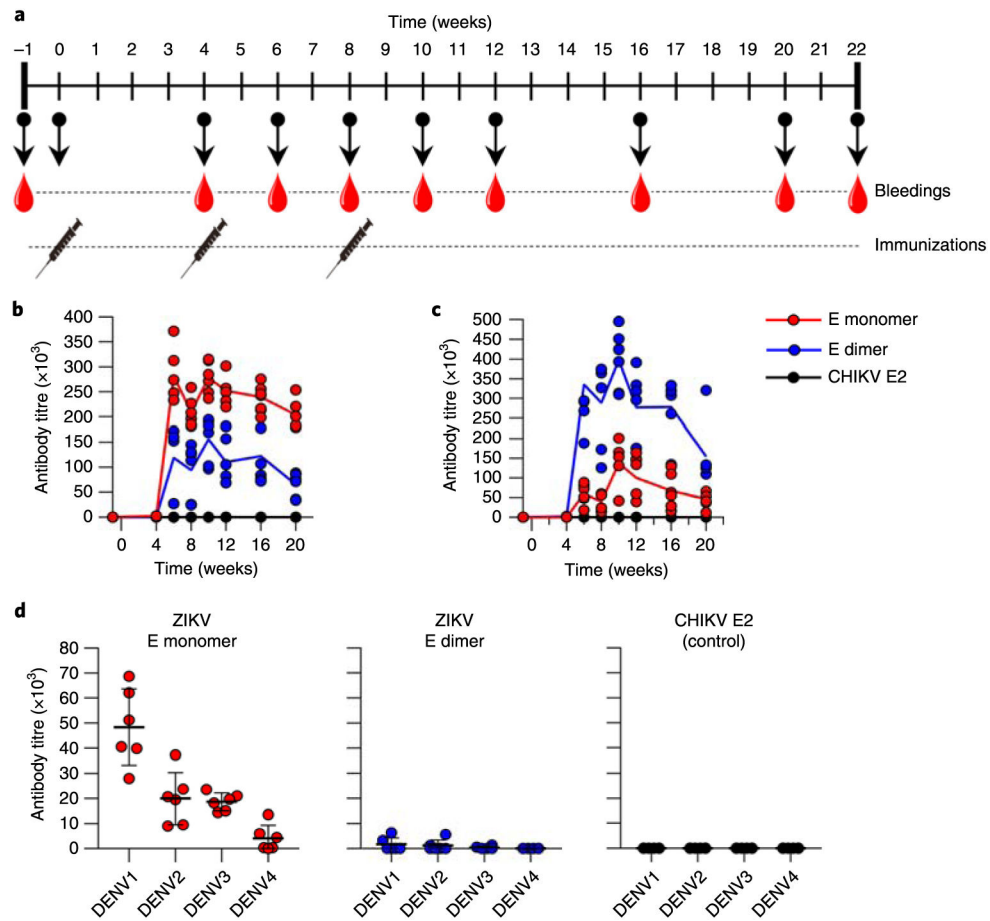 a
Time (weeks)
–1 0 1 2 3 4 5 6 7 8 9 10 11 12 13 14 15 16 17 18 19 20 21 22
Bleedings
Immunizations
b
Antibody titre (×10³)
400
350
300
250
200
150
100
50
0
0 4 8 12 16 20
Time (weeks)
c
Antibody titre (×10³)
500
450
400
350
300
250
200
150
100
50
0
0 4 8 12 16 20
Time (weeks)
E monomer
E dimer
CHIKV E2
d
ZIKV
E monomer
Antibody titre (×10³)
80
70
60
50
40
30
20
10
0
DENV1 DENV2 DENV3 DENV4
ZIKV
E dimer
DENV1 DENV2 DENV3 DENV4
CHIKV E2
(control)
DENV1 DENV2 DENV3 DENV4